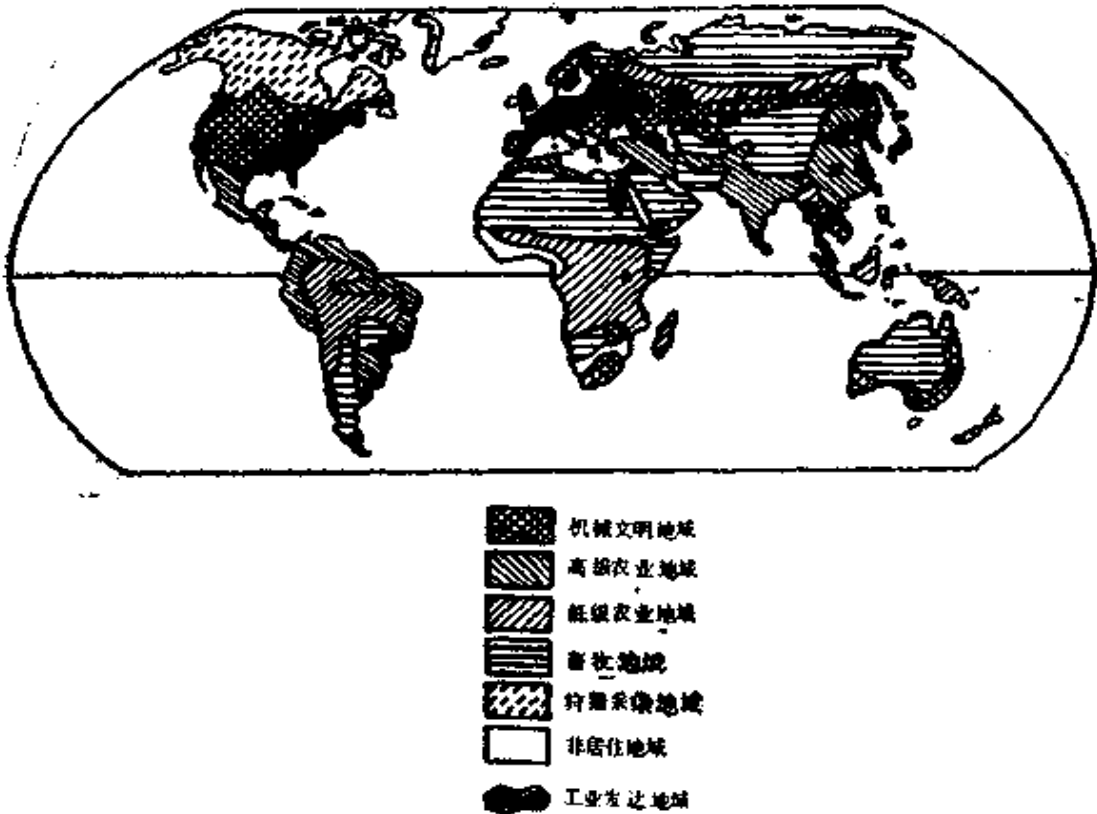 机械文明地域
高级农业地域
低级农业地域
畜牧地域
狩猎采集地域
非居住地域
工业发达地域